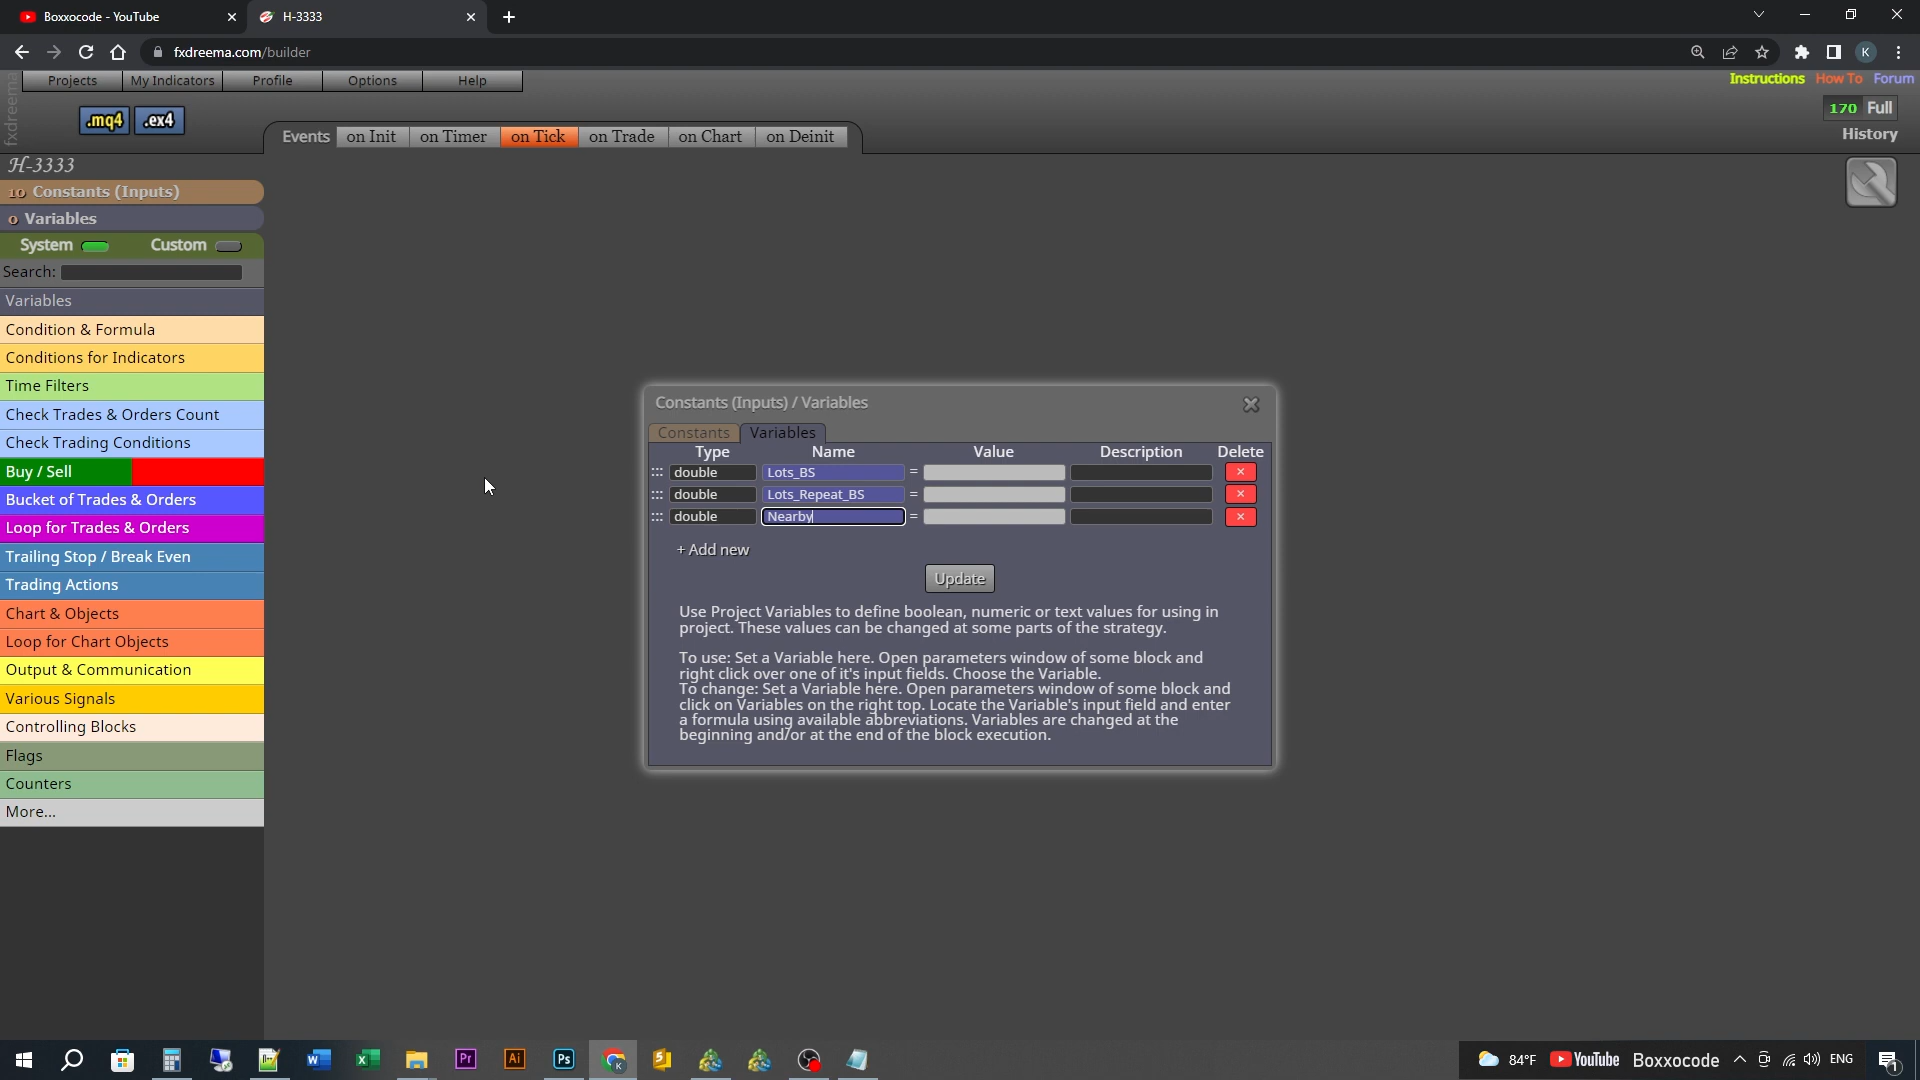 Boxxocode - YouTube
H-3333
fxdreema.com/builder
K
Projects
My Indicators
Profile
Options
Help
Instructions
How To
Forum
fxdreema
.mq4
.ex4
170 Full
History
Events
on Init
on Timer
on Tick
on Trade
on Chart
on Deinit
H-3333
10 Constants (Inputs)
0 Variables
System
Custom
Search:
Variables
Condition & Formula
Conditions for Indicators
Time Filters
Check Trades & Orders Count
Check Trading Conditions
Buy / Sell
Bucket of Trades & Orders
Loop for Trades & Orders
Trailing Stop / Break Even
Trading Actions
Chart & Objects
Loop for Chart Objects
Output & Communication
Various Signals
Controlling Blocks
Flags
Counters
More...
Constants (Inputs) / Variables
Constants
Variables
Type Name Value Description Delete
double Lots_BS =
double Lots_Repeat_BS =
double Nearby =
+ Add new
Update
Use Project Variables to define boolean, numeric or text values for using in
project. These values can be changed at some parts of the strategy.
To use: Set a Variable here. Open parameters window of some block and
right click over one of it's input fields. Choose the Variable.
To change: Set a Variable here. Open parameters window of some block and
click on Variables on the right top. Locate the Variable's input field and enter
a formula using available abbreviations. Variables are changed at the
beginning and/or at the end of the block execution.
Pr
Ai
Ps
84°F
YouTube
Boxxocode
ENG
1